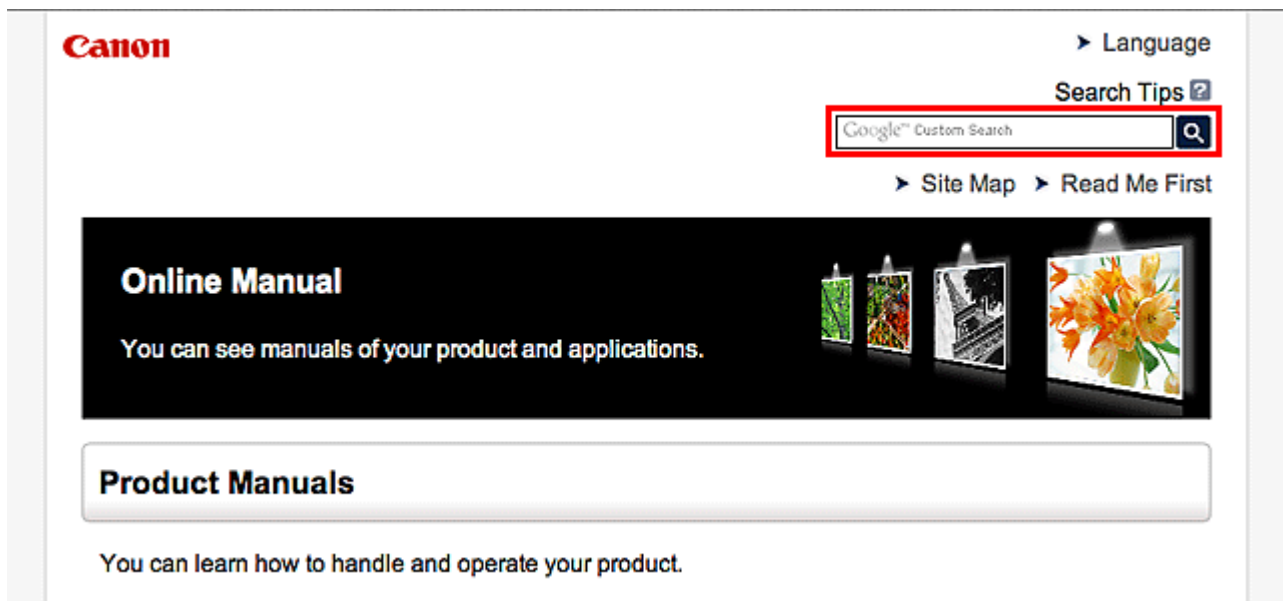 Canon
Language
Search Tips ?
Google™ Custom Search
Site Map Read Me First
Online Manual
You can see manuals of your product and applications.
Product Manuals
You can learn how to handle and operate your product.